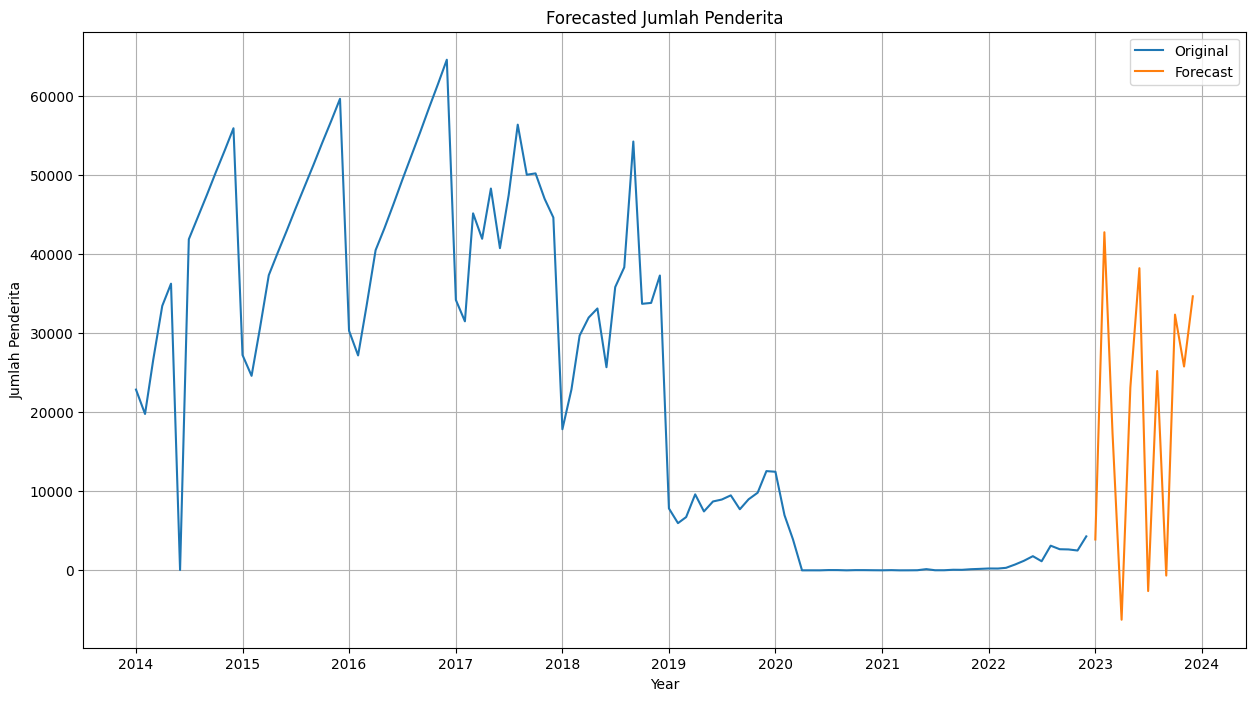 Forecasted Jumlah Penderita
Original
Forecast
Jumlah Penderita
60000
50000
40000
30000
20000
10000
0
2014 2015 2016 2017 2018 2019 2020 2021 2022 2023 2024
Year